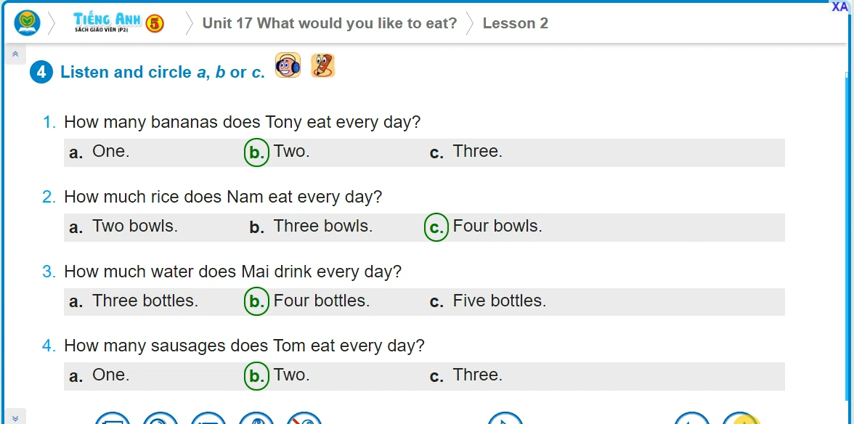 XA
TIẾNG ANH 5
SÁCH GIÁO VIÊN (P2)
Unit 17 What would you like to eat?
Lesson 2
4 Listen and circle a, b or c.
1. How many bananas does Tony eat every day?
a. One. b. Two. c. Three.
2. How much rice does Nam eat every day?
a. Two bowls. b. Three bowls. c. Four bowls.
3. How much water does Mai drink every day?
a. Three bottles. b. Four bottles. c. Five bottles.
4. How many sausages does Tom eat every day?
a. One. b. Two. c. Three.